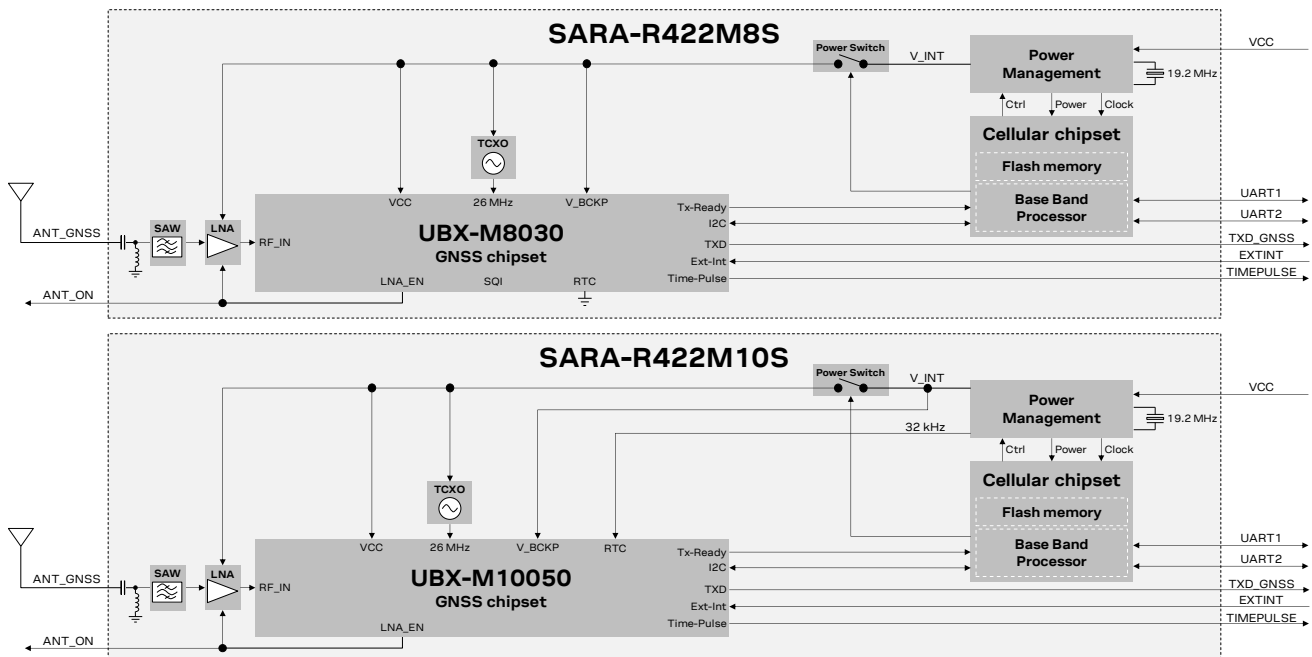 SARA-R422M8S
Power Switch
V_INT
Power
Management
VCC
19.2 MHz
Ctrl
Power
Clock
TCXO
Cellular chipset
Flash memory
Base Band
Processor
UART1
UART2
VCC
26 MHz
V_BCKP
Tx-Ready
I2C
TXD
Ext-Int
Time-Pulse
TXD_GNSS
EXTINT
TIMEPULSE
ANT_GNSS
SAW
LNA
RF_IN
UBX-M8030
GNSS chipset
LNA_EN
SQI
RTC
ANT_ON
SARA-R422M10S
Power Switch
V_INT
Power
Management
VCC
19.2 MHz
32 kHz
Ctrl
Power
Clock
TCXO
Cellular chipset
Flash memory
Base Band
Processor
UART1
UART2
VCC
26 MHz
V_BCKP
RTC
Tx-Ready
I2C
TXD
Ext-Int
Time-Pulse
TXD_GNSS
EXTINT
TIMEPULSE
ANT_GNSS
SAW
LNA
RF_IN
UBX-M10050
GNSS chipset
LNA_EN
ANT_ON